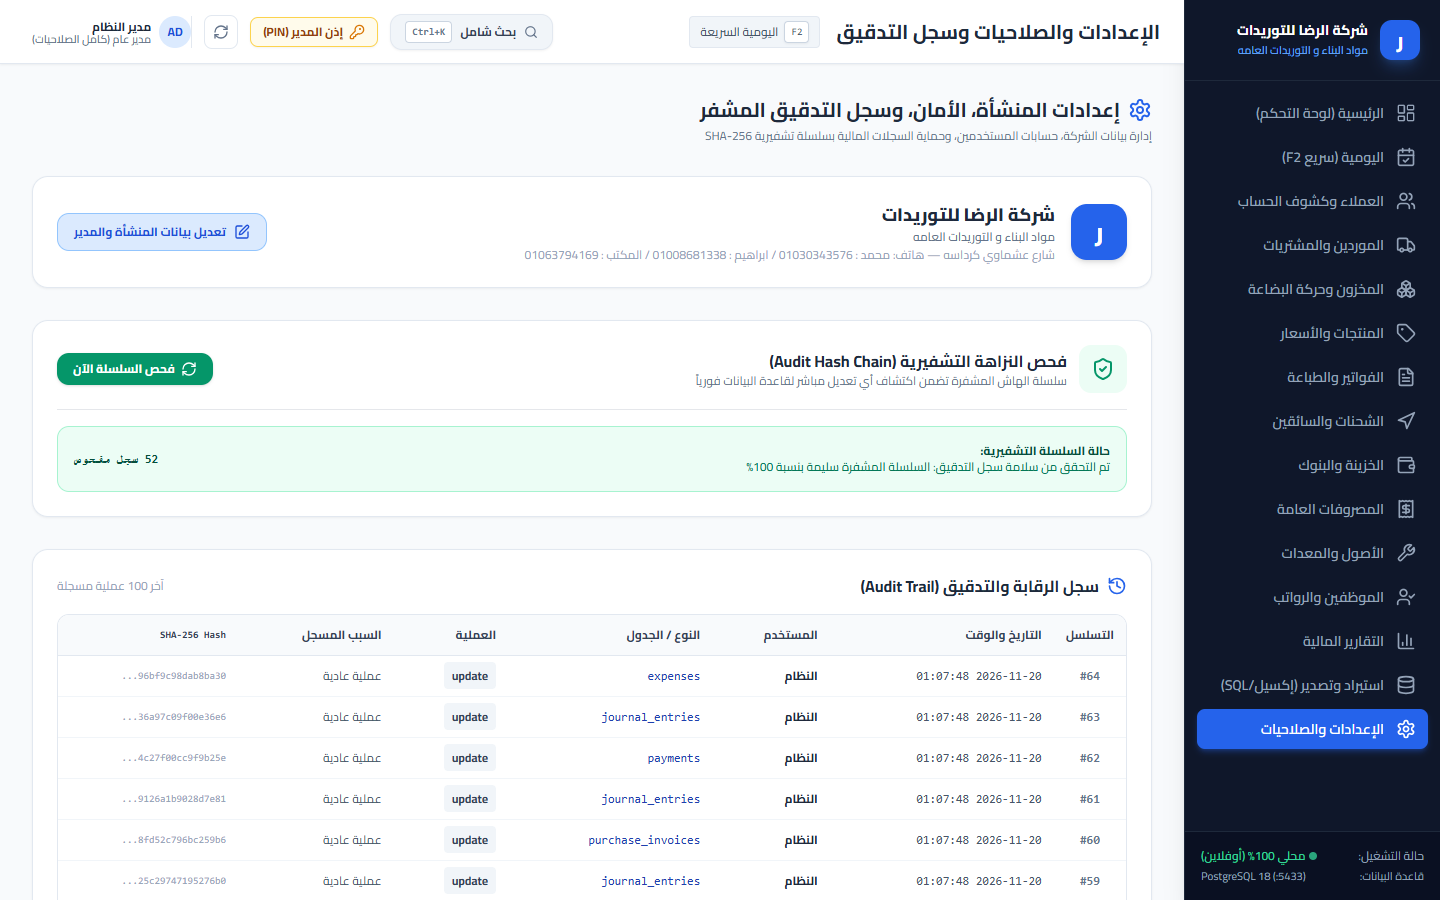 ر
شركة الرضا للتوريدات
مواد البناء و التوريدات العامه
الرئيسية (لوحة التحكم)
اليومية (سريع F2)
العملاء وكشوف الحساب
الموردين والمشتريات
المخزون وحركة البضاعة
المنتجات والأسعار
الفواتير والطباعة
الشحنات والسائقين
الخزينة والبنوك
المصروفات العامة
الأصول والمعدات
الموظفين والرواتب
التقارير المالية
استيراد وتصدير (إكسيل/SQL)
الإعدادات والصلاحيات
حالة التشغيل: محلي 100% (أوفلاين)
قاعدة البيانات: PostgreSQL 18 (:5433)
الإعدادات والصلاحيات وسجل التدقيق
F2 اليومية السريعة
بحث شامل Ctrl+K
إذن المدير (PIN)
AD
مدير النظام
مدير عام (كامل الصلاحيات)
إعدادات المنشأة، الأمان، وسجل التدقيق المشفر
إدارة بيانات الشركة، حسابات المستخدمين، وحماية السجلات المالية بسلسلة تشفيرية SHA-256
ر
شركة الرضا للتوريدات
مواد البناء و التوريدات العامه
شارع عشماوي كرداسه — هاتف: محمد : 01030343576 / ابراهيم : 01008681338 / المكتب : 01063794169
تعديل بيانات المنشأة والمدير
فحص النزاهة التشفيرية (Audit Hash Chain)
سلسلة الهاش المشفرة تضمن اكتشاف أي تعديل مباشر لقاعدة البيانات فوراً
فحص السلسلة الآن
حالة السلسلة التشفيرية:
تم التحقق من سلامة سجل التدقيق: السلسلة المشفرة سليمة بنسبة 100%
52 سجل مفحوص
سجل الرقابة والتدقيق (Audit Trail)
آخر 100 عملية مسجلة
التسلسل التاريخ والوقت المستخدم النوع / الجدول العملية السبب المسجل SHA-256 Hash
#64 2026-11-20 01:07:48 النظام expenses update عملية عادية 96bf9c98dab8ba30...
#63 2026-11-20 01:07:48 النظام journal_entries update عملية عادية 36a97c09f00e36e6...
#62 2026-11-20 01:07:48 النظام payments update عملية عادية 4c27f00cc9f9b25e...
#61 2026-11-20 01:07:48 النظام journal_entries update عملية عادية 9126a1b9028d7e81...
#60 2026-11-20 01:07:48 النظام purchase_invoices update عملية عادية 8fd52c796bc259b6...
#59 2026-11-20 01:07:48 النظام journal_entries update عملية عادية 25c29747195276b0...